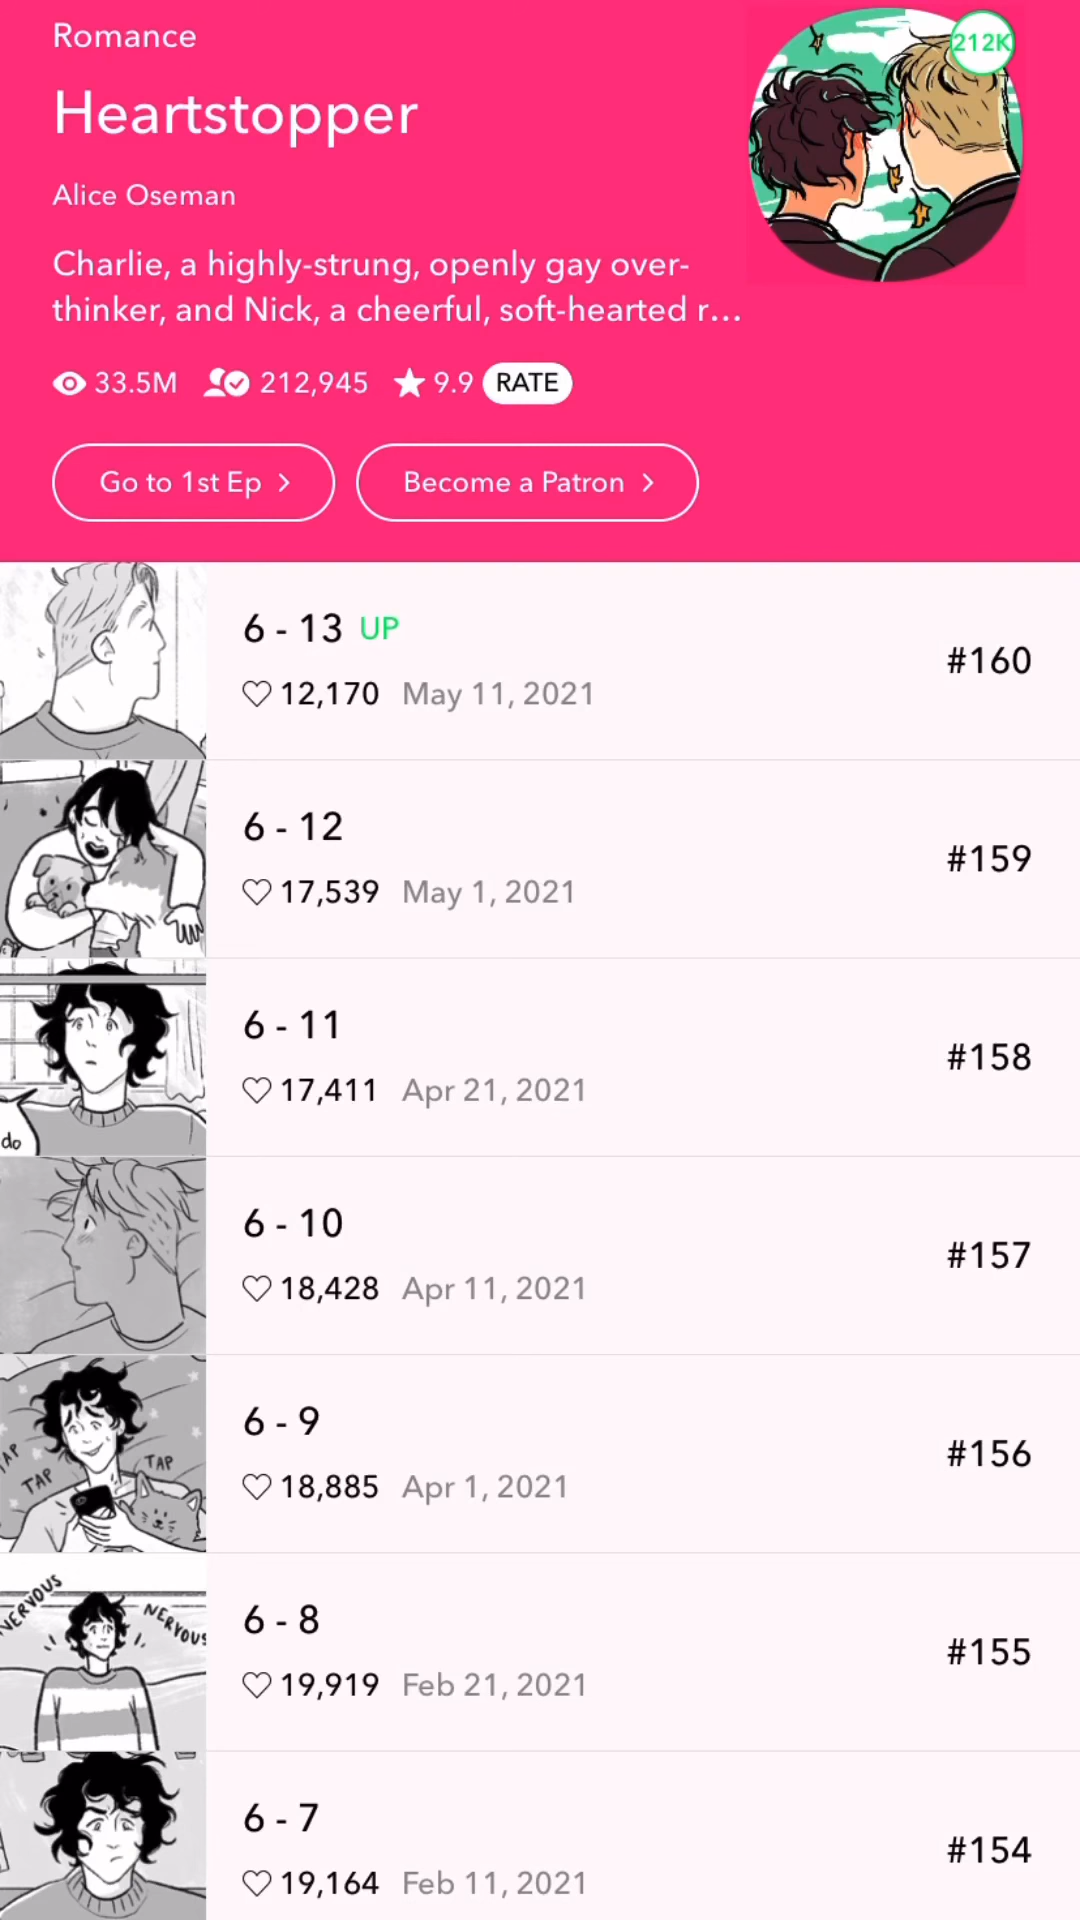 Romance
212K
Heartstopper
Alice Oseman
Charlie, a highly-strung, openly gay over-
thinker, and Nick, a cheerful, soft-hearted r...
33.5M 212,945 9.9 RATE
Go to 1st Ep >
Become a Patron >
6 - 13 UP
#160
12,170 May 11, 2021
6 - 12
#159
17,539 May 1, 2021
6 - 11
#158
17,411 Apr 21, 2021
do
6 - 10
#157
18,428 Apr 11, 2021
6 - 9
#156
18,885 Apr 1, 2021
TAP
TAP
TAP
6 - 8
#155
19,919 Feb 21, 2021
NERVOUS
NERVOUS
6 - 7
#154
19,164 Feb 11, 2021